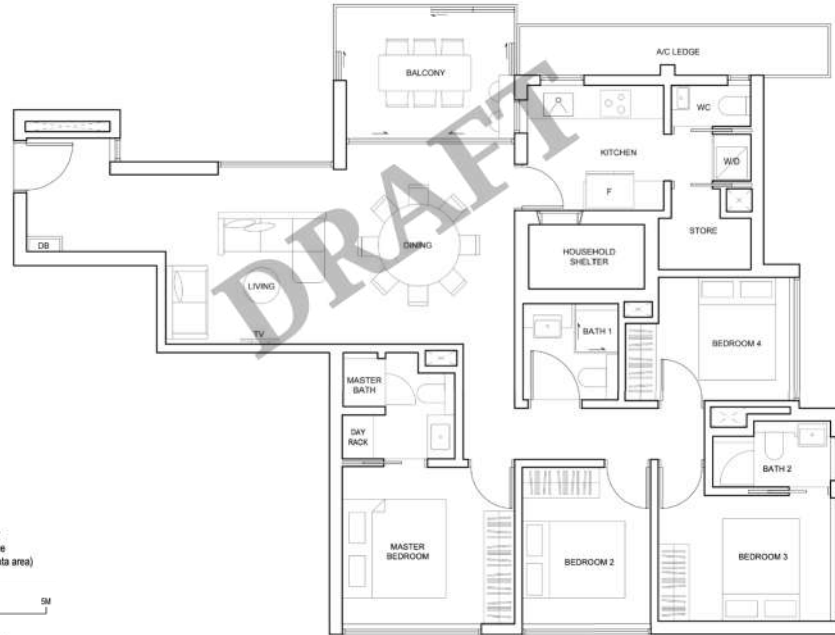 A/C LEDGE
BALCONY
WC
KITCHEN
W/D
F
STORE
DB
DINING
HOUSEHOLD
SHELTER
LIVING
TV
BATH 1
BEDROOM 4
MASTER
BATH
DAY
RACK
BATH 2
MASTER
BEDROOM
BEDROOM 2
BEDROOM 3
ta area)
5M
DRAFT